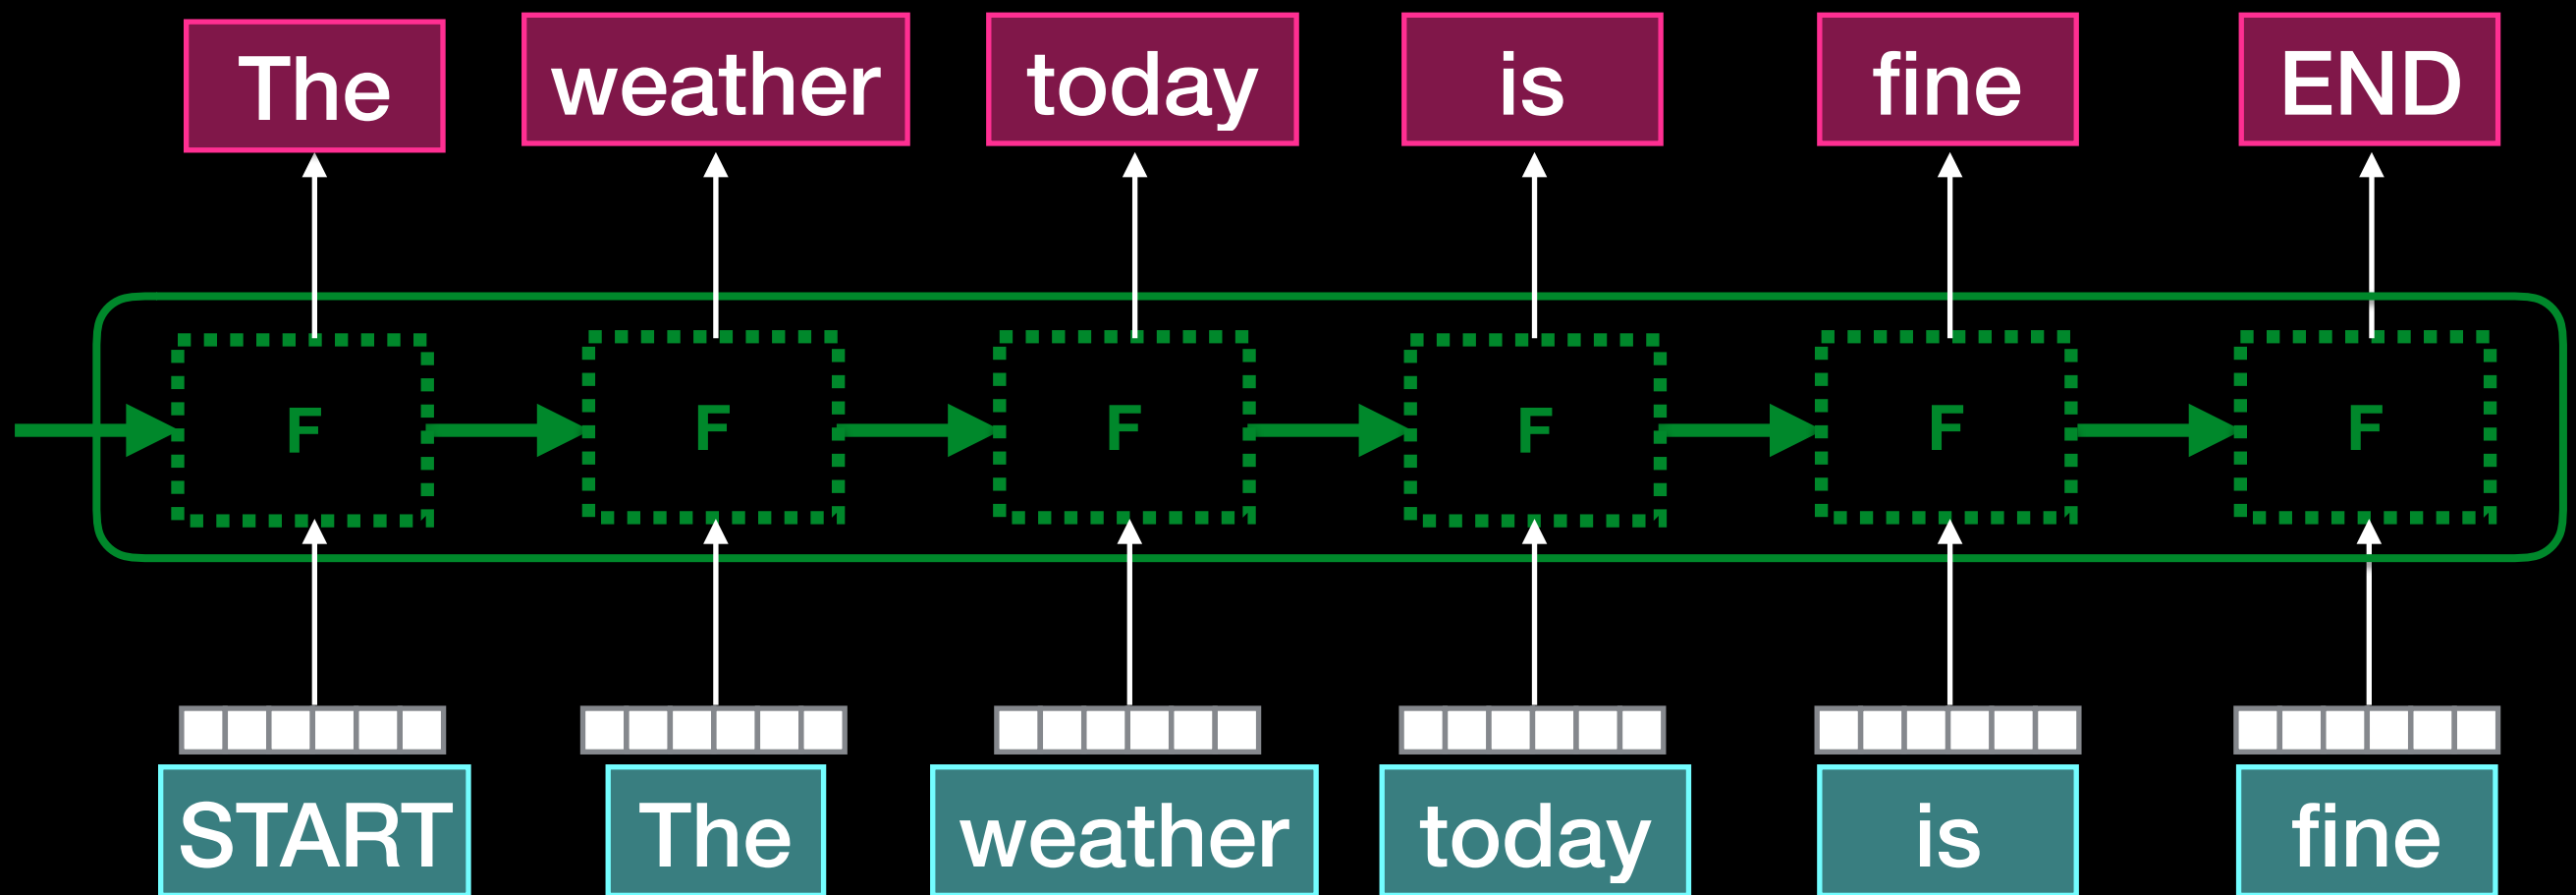 The weather today is fine END
F F F F F F
START The weather today is fine